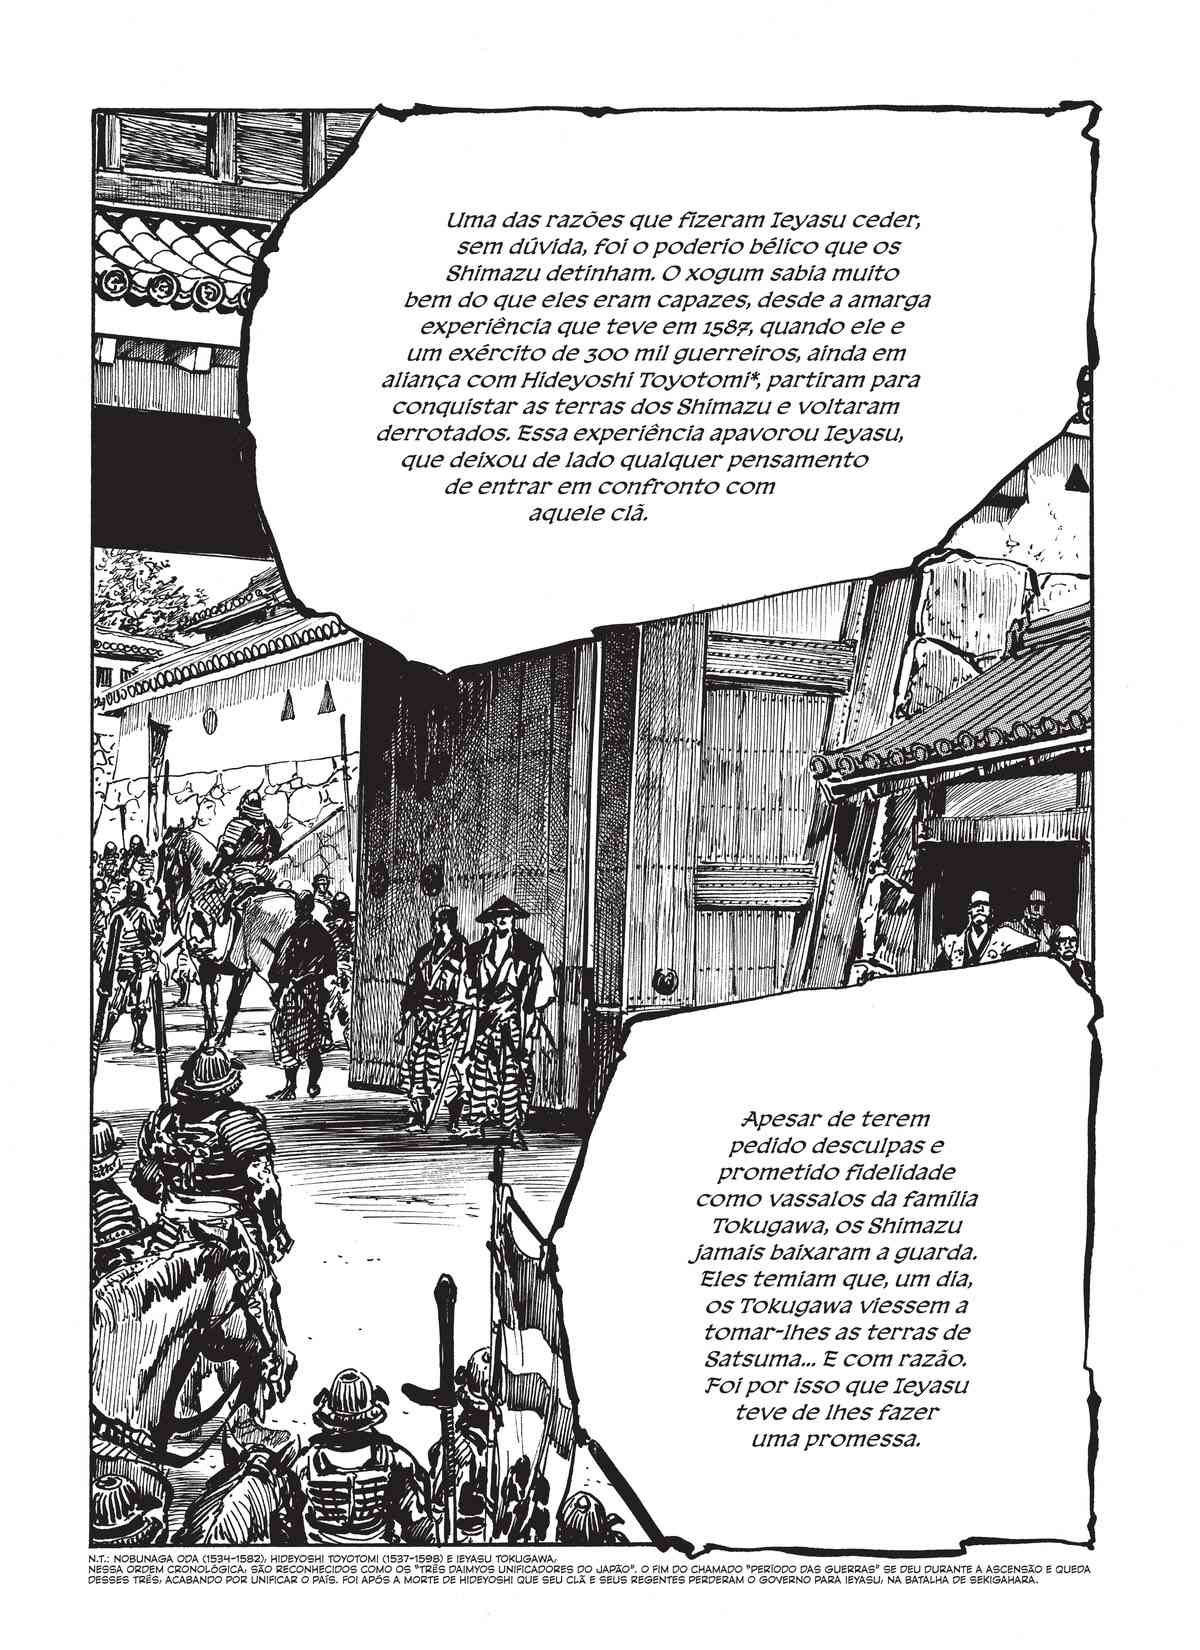 Uma das razões que fizeram Ieyasu ceder,
sem dúvida, foi o poderio bélico que os
Shimazu detinham. O xogum sabia muito
bem do que eles eram capazes, desde a amarga
experiência que teve em 1587, quando ele e
um exército de 300 mil guerreiros, ainda em
aliança com Hideyoshi Toyotomi*, partiram para
conquistar as terras dos Shimazu e voltaram
derrotados. Essa experiência apavorou Ieyasu,
que deixou de lado qualquer pensamento
de entrar em confronto com
aquele clã.
Apesar de terem
pedido desculpas e
prometido fidelidade
como vassalos da família
Tokugawa, os Shimazu
jamais baixaram a guarda.
Eles temiam que, um dia,
os Tokugawa viessem a
tomar-lhes as terras de
Satsuma... E com razão.
Foi por isso que Ieyasu
teve de lhes fazer
uma promessa.
N.T.: NOBUNAGA ODA (1534-1582), HIDEYOSHI TOYOTOMI (1537-1598) E IEYASU TOKUGAWA,
NESSA ORDEM CRONOLÓGICA, SÃO RECONHECIDOS COMO OS "TRÊS DAIMYOS UNIFICADORES DO JAPÃO". O FIM DO CHAMADO "PERÍODO DAS GUERRAS" SE DEU DURANTE A ASCENSÃO E QUEDA
DESSES TRÊS, ACABANDO POR UNIFICAR O PAÍS. FOI APÓS A MORTE DE HIDEYOSHI QUE SEU CLÃ E SEUS REGENTES PERDERAM O GOVERNO PARA IEYASU, NA BATALHA DE SEKIGAHARA.